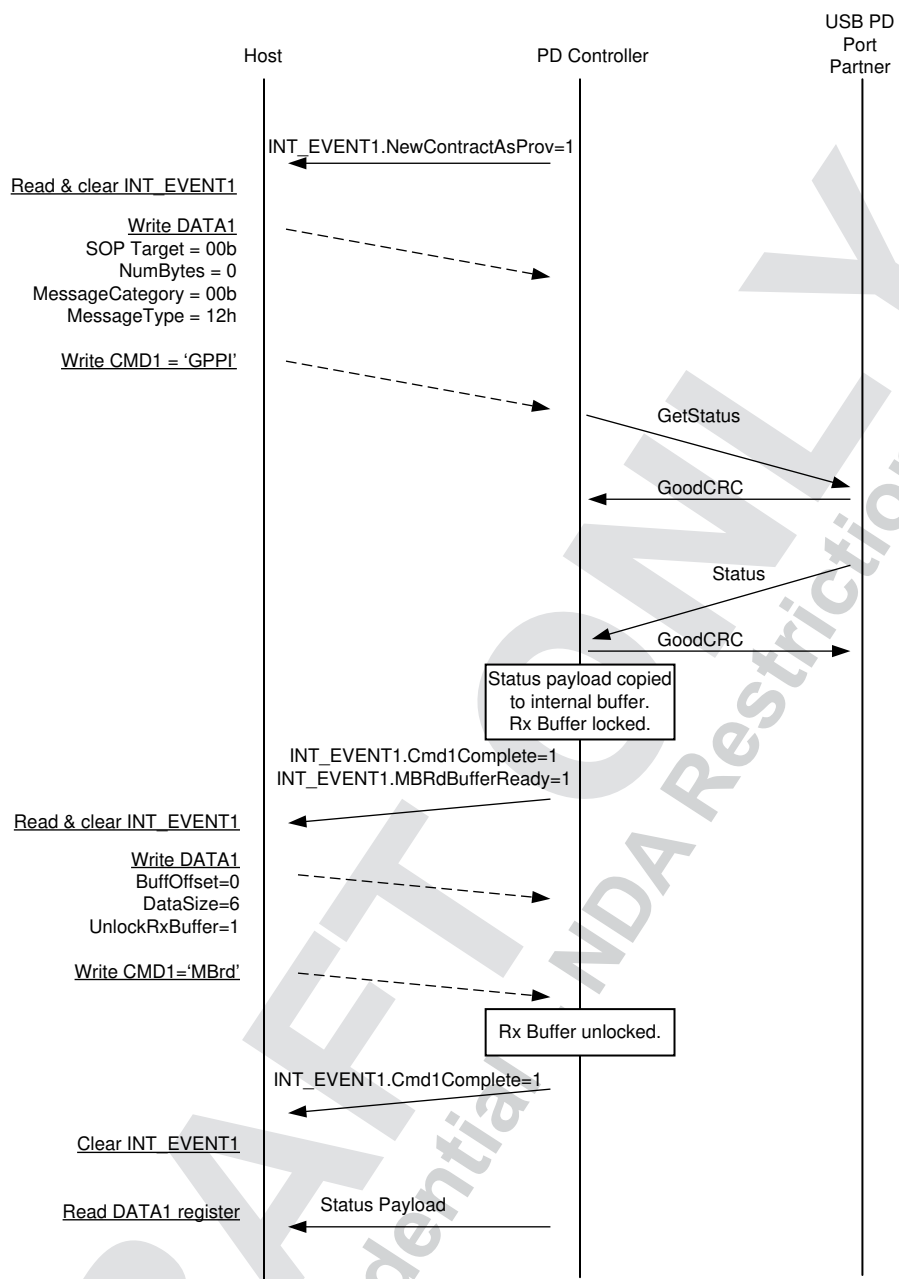 USB PD
Port
Partner
Host
PD Controller
INT_EVENT1.NewContractAsProv=1
Read & clear INT_EVENT1
Write DATA1
SOP Target = 00b
NumBytes = 0
MessageCategory = 00b
MessageType = 12h
Write CMD1 = ‘GPPI’
GetStatus
GoodCRC
Status
GoodCRC
Status payload copied
to internal buffer.
Rx Buffer locked.
INT_EVENT1.Cmd1Complete=1
INT_EVENT1.MBRdBufferReady=1
Read & clear INT_EVENT1
Write DATA1
BuffOffset=0
DataSize=6
UnlockRxBuffer=1
Write CMD1=‘MBrd’
Rx Buffer unlocked.
INT_EVENT1.Cmd1Complete=1
Clear INT_EVENT1
Read DATA1 register
Status Payload
ONLY
NDA